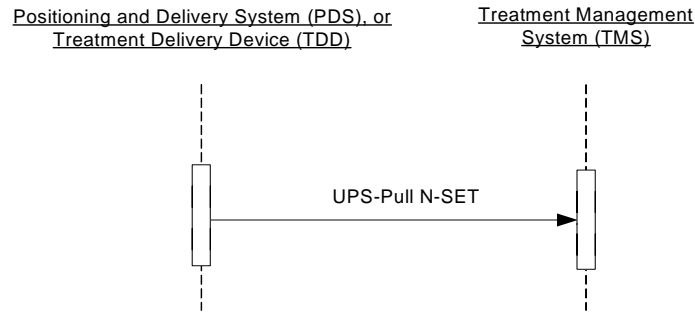 Positioning and Delivery System (PDS), or
Treatment Delivery Device (TDD)
Treatment Management
System (TMS)
UPS-Pull N-SET